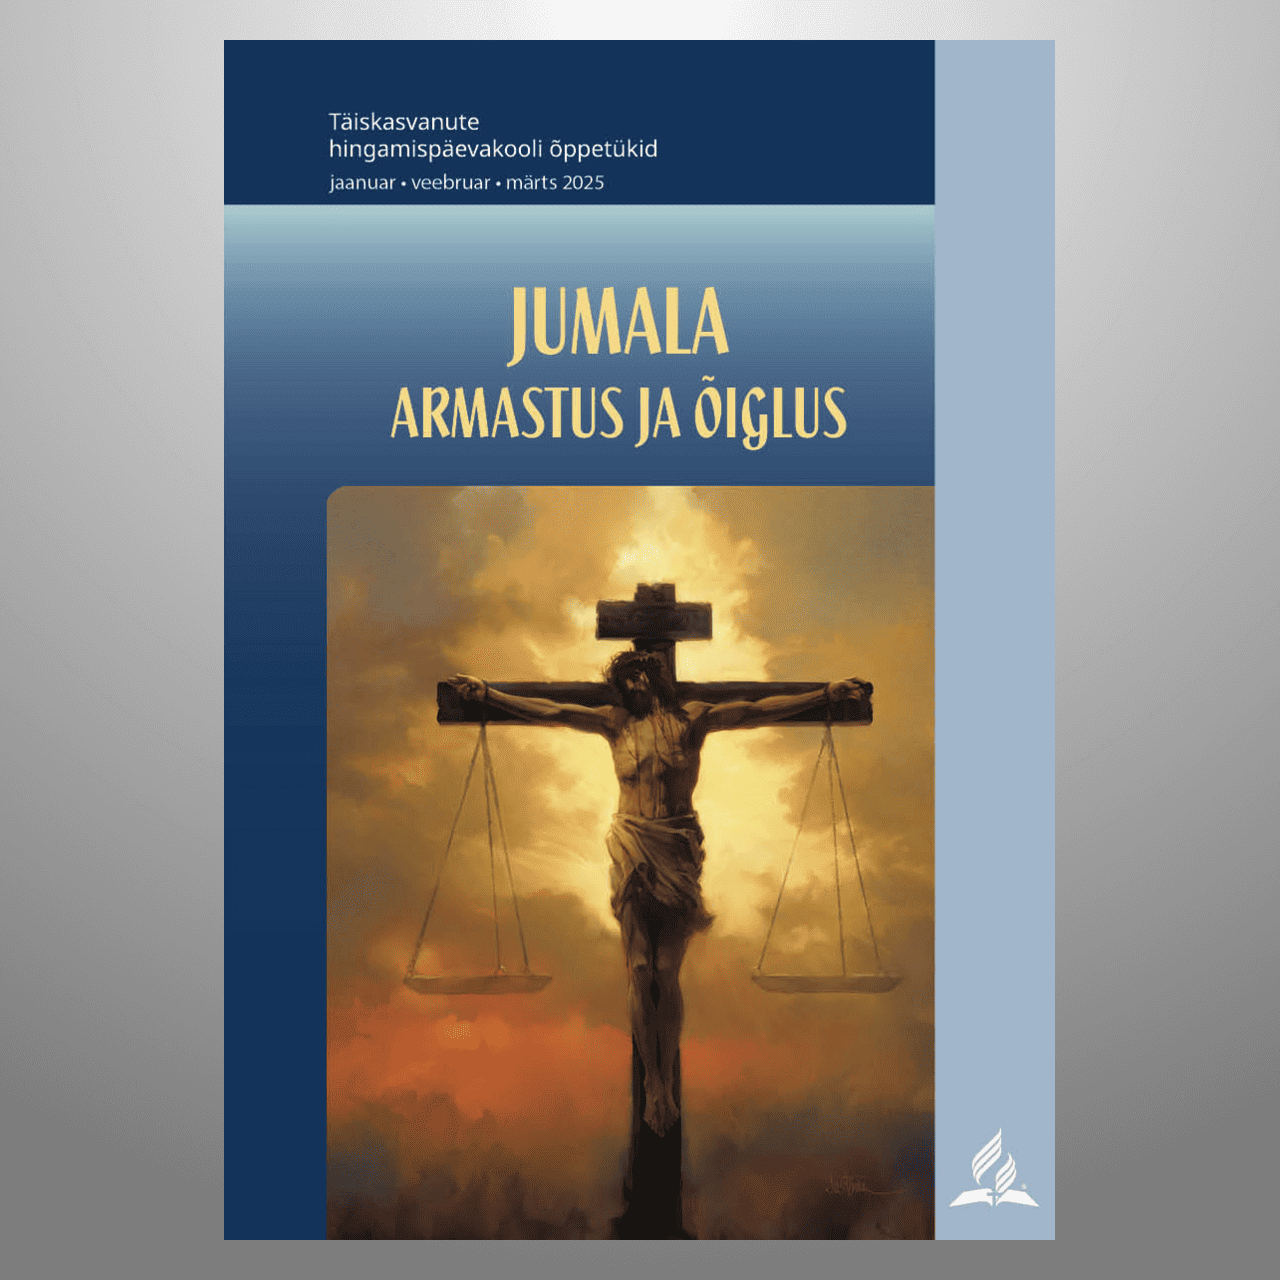 Täiskasvanute
hingamispäevakooli õppetükid
jaanuar • veebruar • märts 2025
JUMALA
ARMASTUS JA ÕIGLUS